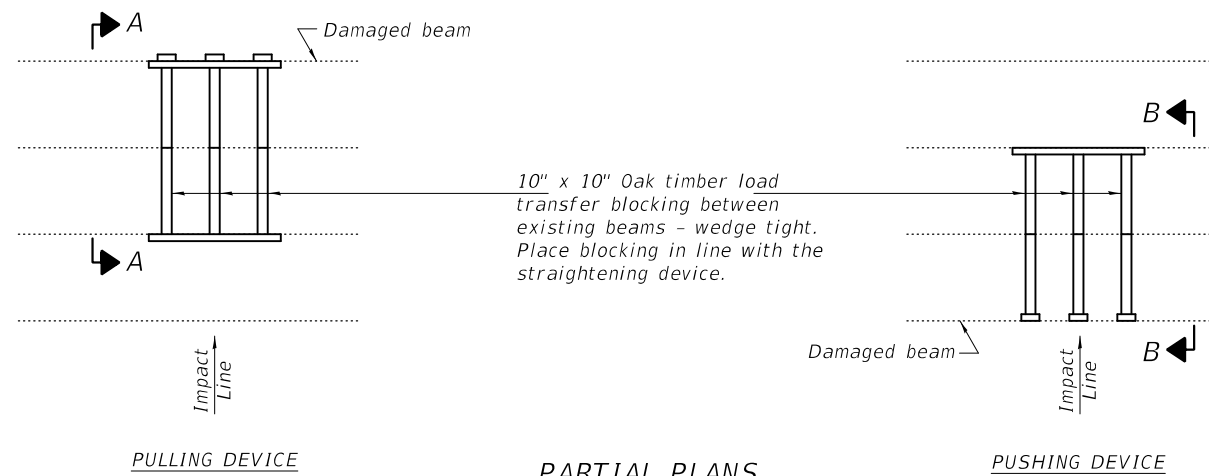 A
Damaged beam
B
10" x 10" Oak timber load
transfer blocking between
existing beams – wedge tight.
Place blocking in line with the
straightening device.
A
Damaged beam
B
Impact
Line
Impact
Line
PULLING DEVICE
PARTIAL PLANS
PUSHING DEVICE